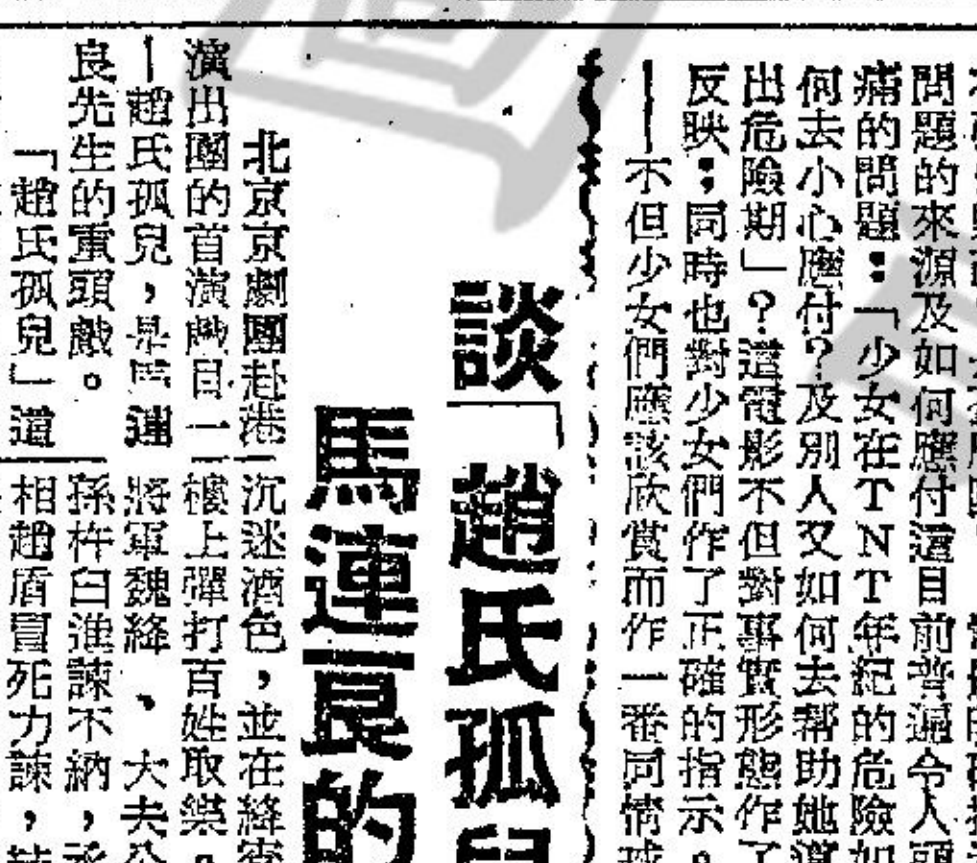 問題的來源及如何應付這目前普遍令人頭
痛的問題：「少女在TNT年紀的危險如
何去小心應付？及別人又如何去帮助她渡
出危險期」？這電影不但對事實形態作了
反映；同時也對少女們作了正確的指示。
——不但少女們應該欣賞而作一番同情
談「趙氏孤兒
馬連良的
北京京劇團赴港
演出團的首演戲目一
—趙氏孤兒，是馬連
良先生的重頭戲。
「趙氏孤兒」這
沉迷酒色，並在絳
樓上彈打百姓取樂。
將軍魏絳、大夫公
孫杵臼進諫不納，丞
相趙盾冒死力諫，